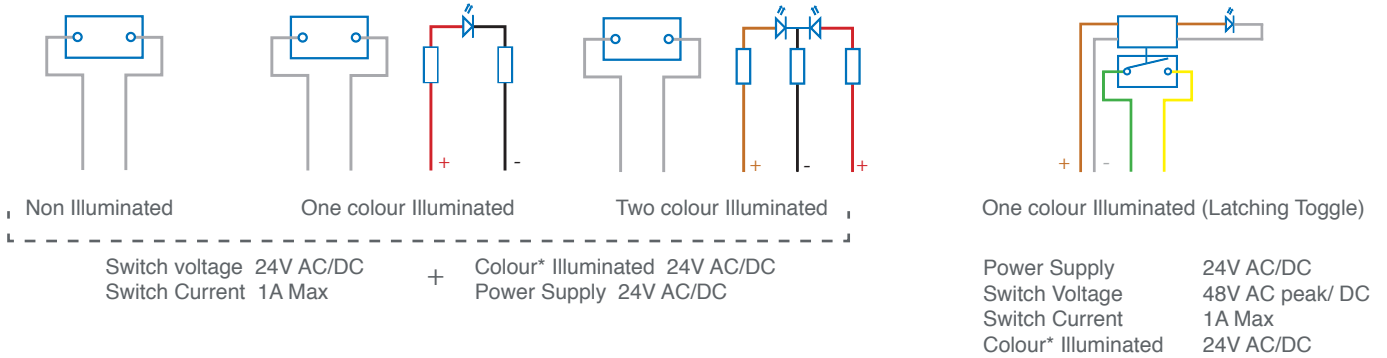 + - + - + + -
Non Illuminated One colour Illuminated Two colour Illuminated One colour Illuminated (Latching Toggle)
Switch voltage 24V AC/DC
Switch Current 1A Max
+
Colour* Illuminated 24V AC/DC
Power Supply 24V AC/DC
Power Supply 24V AC/DC
Switch Voltage 48V AC peak/ DC
Switch Current 1A Max
Colour* Illuminated 24V AC/DC